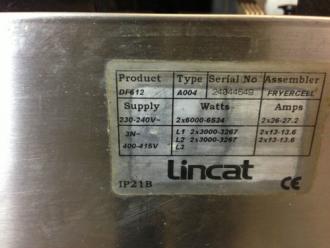 Product Type Serial No Assembler
DF612 A004 24044649 FRYERCELL
Supply Watts Amps
230-240V~ 2x6000-6534 2x26-27.2
3N~ L1 2x3000-3267 2x13-13.6
400-415V L2 2x3000-3267 2x13-13.6
L3
Lincat
IP21B CE